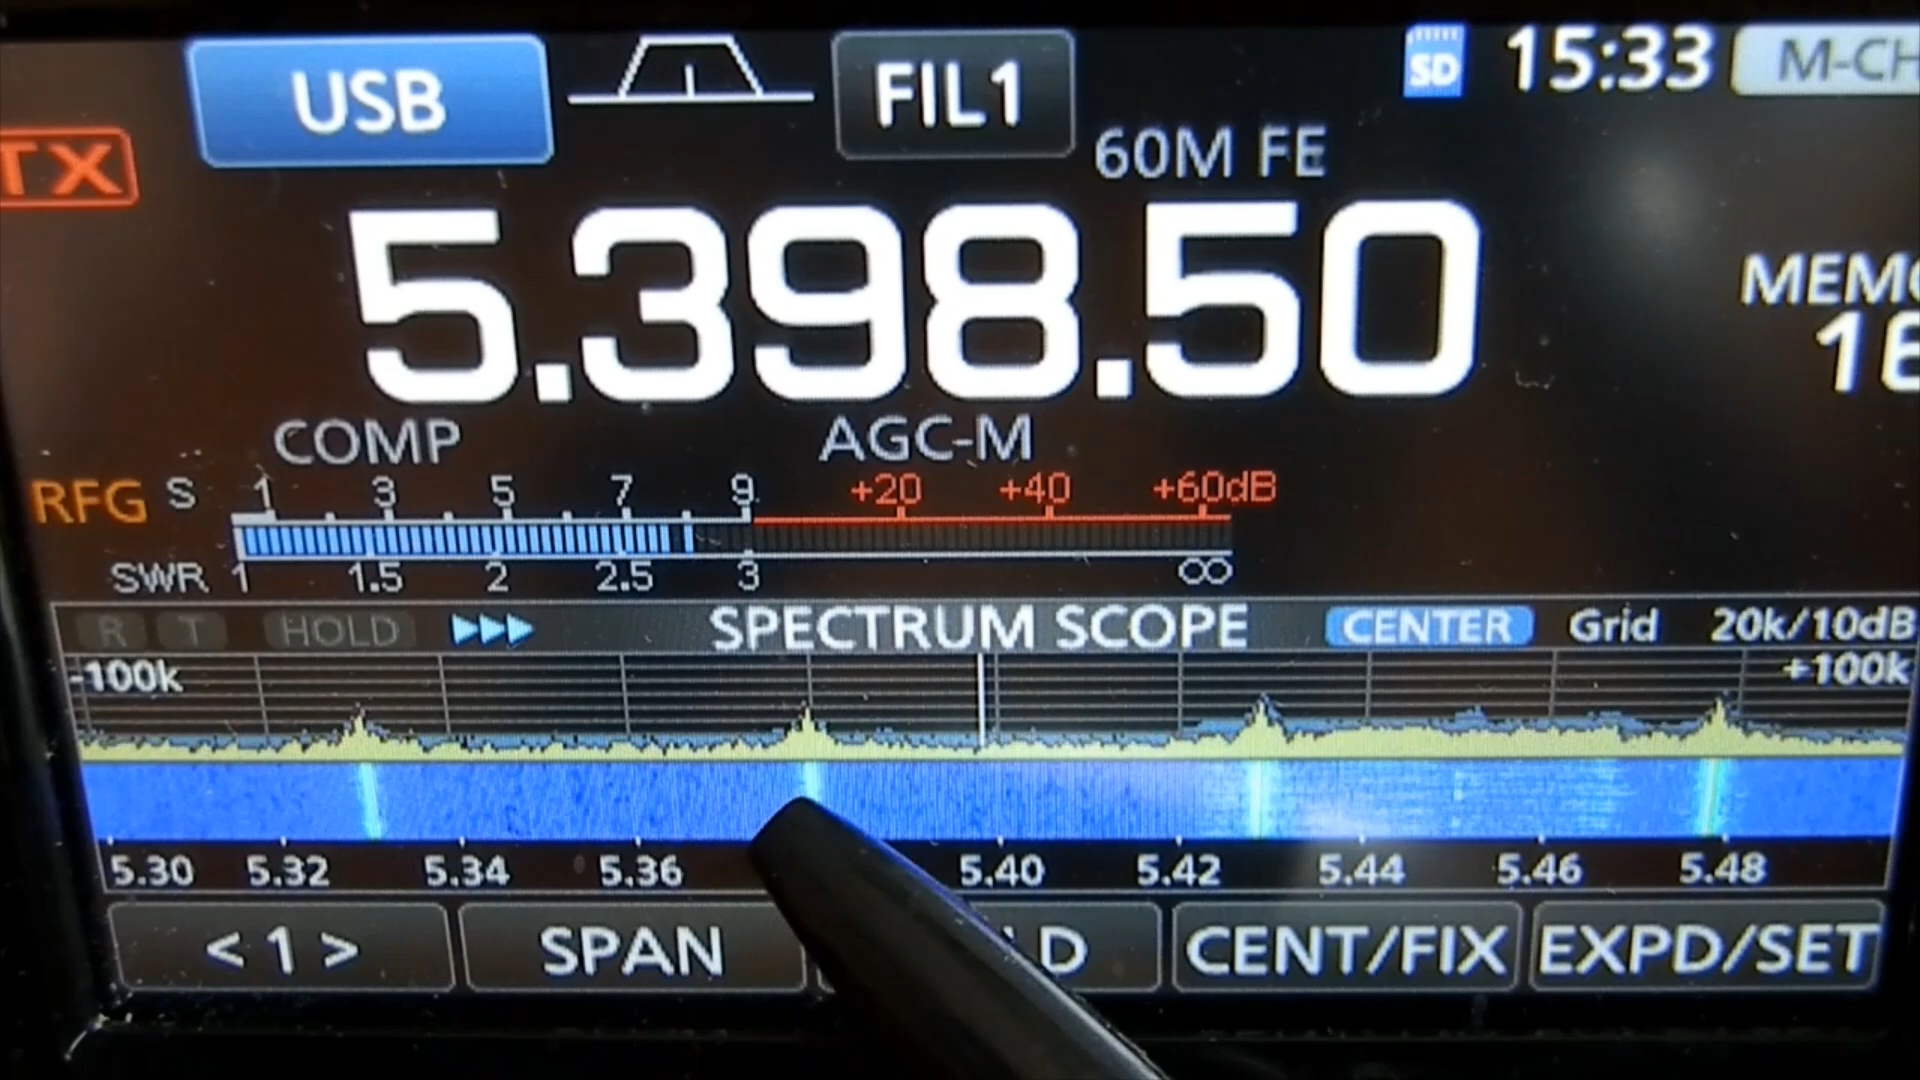 USB FIL1 SD 15:33 M-CH
TX 60M FE
5.398.50
MEMO
COMP AGC-M
RFG S 1 3 5 7 9 +20 +40 +60dB
SWR 1 1.5 2 2.5 3 ∞
R T HOLD SPECTRUM SCOPE CENTER Grid 20k/10dB
-100k +100k
5.30 5.32 5.34 5.36 5.40 5.42 5.44 5.46 5.48
< 1 > SPAN D CENT/FIX EXPD/SET